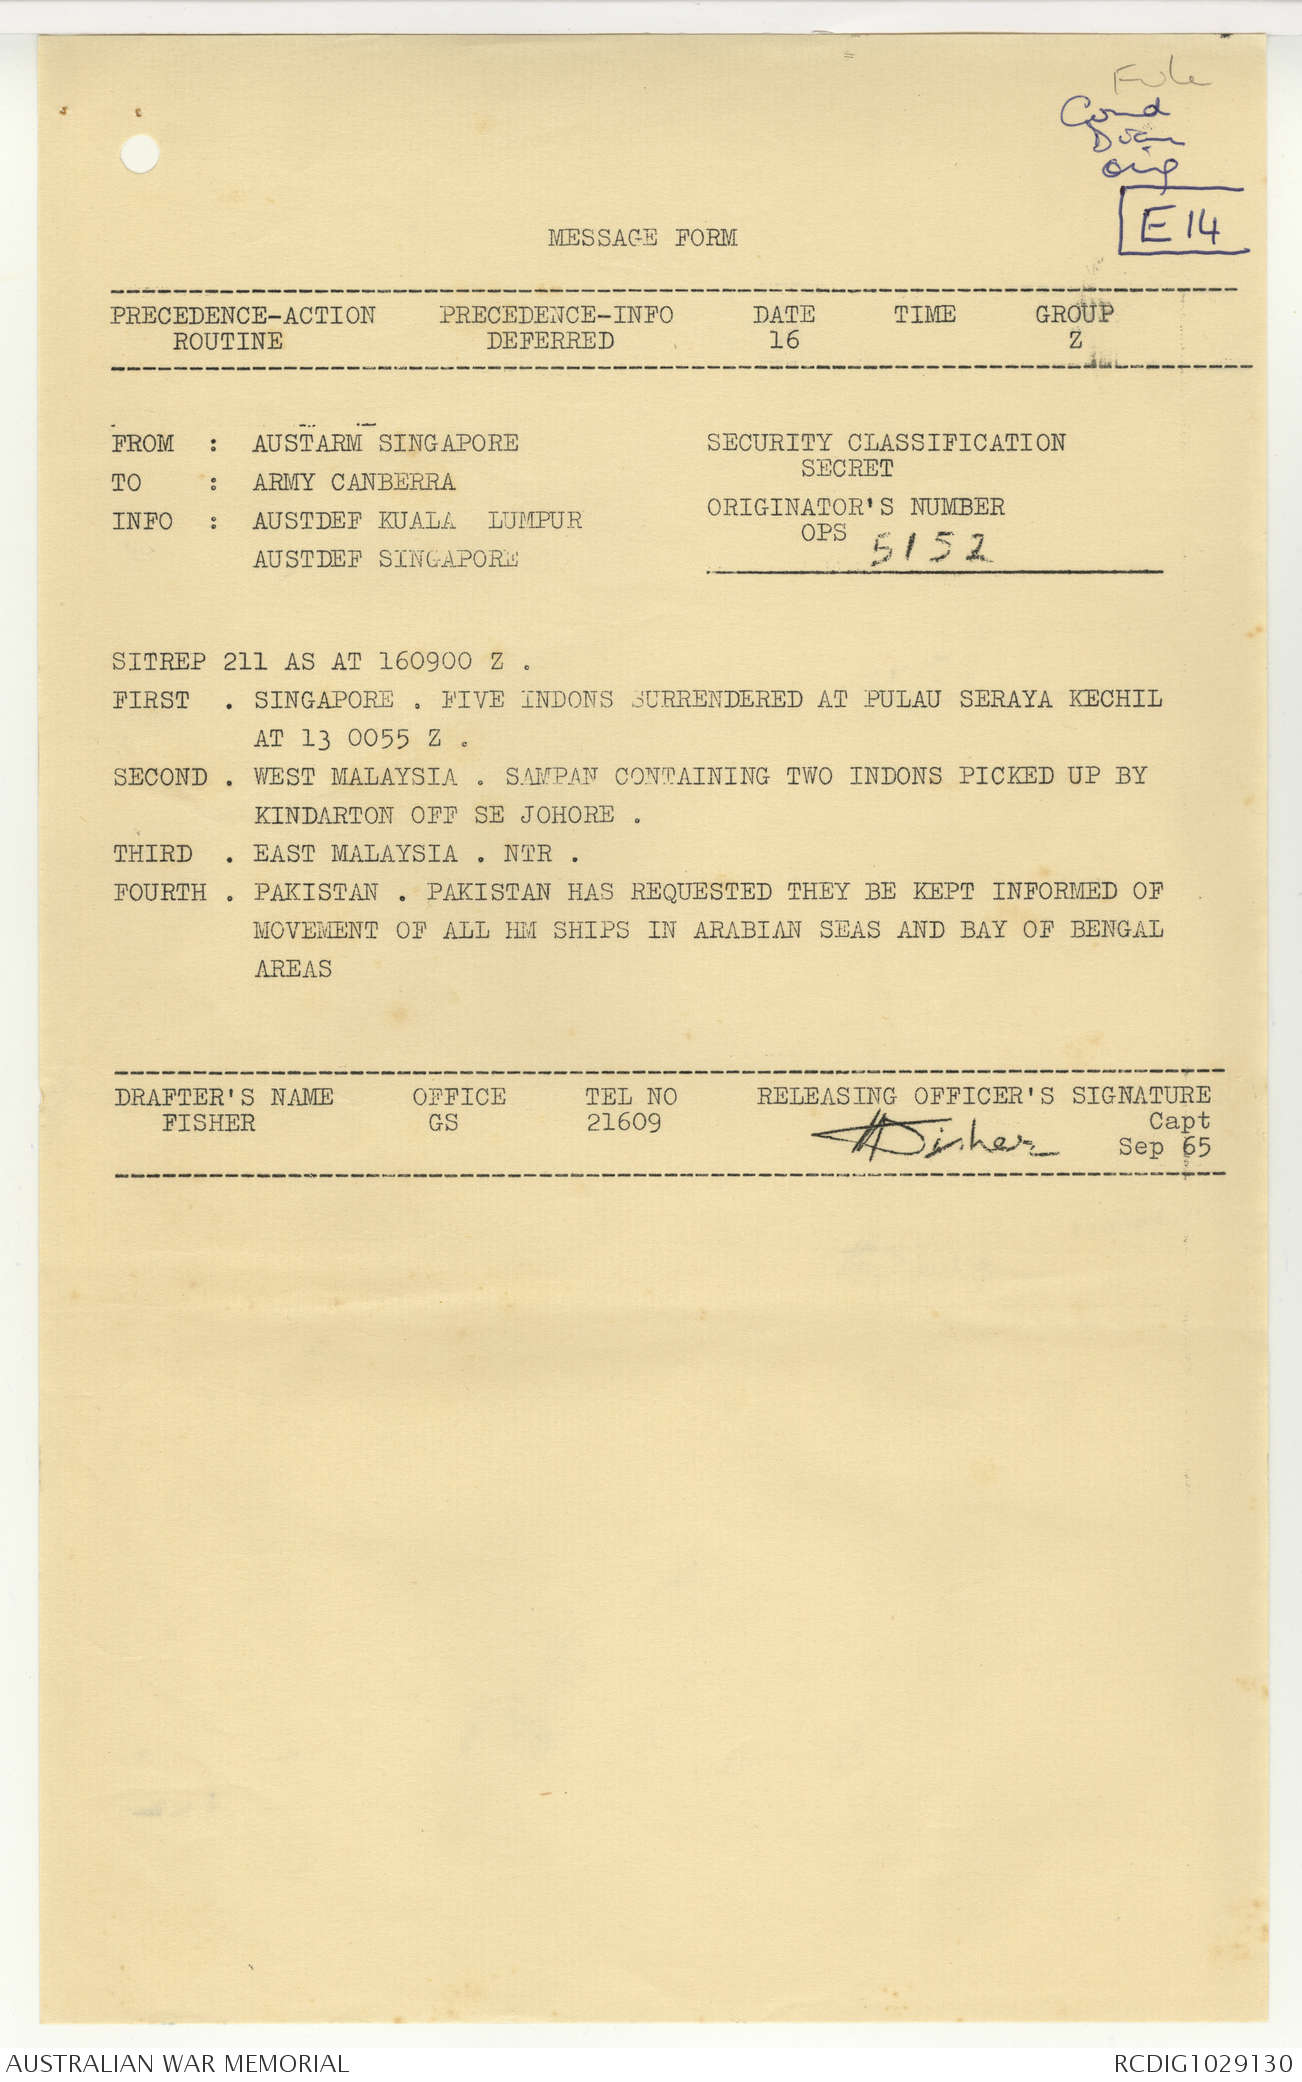 File
Comd
Diary
Orig
E14
MESSAGE FORM
PRECEDENCE-ACTION PRECEDENCE-INFO DATE TIME GROUP
ROUTINE DEFERRED 16 Z
FROM : AUSTARM SINGAPORE
SECURITY CLASSIFICATION
SECRET
TO : ARMY CANBERRA
ORIGINATOR'S NUMBER
INFO : AUSTDEF KUALA LUMPUR
OPS 5152
AUSTDEF SINGAPORE
SITREP 211 AS AT 160900 Z .
FIRST . SINGAPORE . FIVE INDONS SURRENDERED AT PULAU SERAYA KECHIL
AT 13 0055 Z .
SECOND . WEST MALAYSIA . SAMPAN CONTAINING TWO INDONS PICKED UP BY
KINDARTON OFF SE JOHORE .
THIRD . EAST MALAYSIA . NTR .
FOURTH . PAKISTAN . PAKISTAN HAS REQUESTED THEY BE KEPT INFORMED OF
MOVEMENT OF ALL HM SHIPS IN ARABIAN SEAS AND BAY OF BENGAL
AREAS
DRAFTER'S NAME OFFICE TEL NO RELEASING OFFICER'S SIGNATURE
FISHER GS 21609 Fisher Capt
Sep 65
AUSTRALIAN WAR MEMORIAL RCDIG1029130